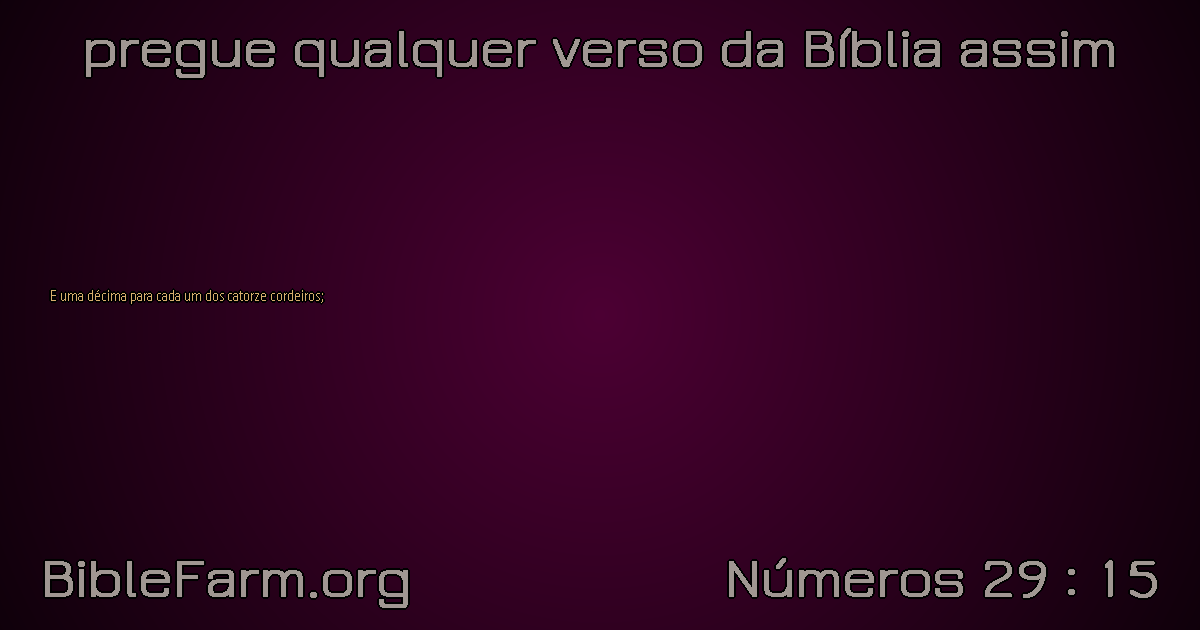 pregue qualquer verso da Bíblia assim
E uma décima para cada um dos catorze cordeiros;
BibleFarm.org
Números 29 : 15